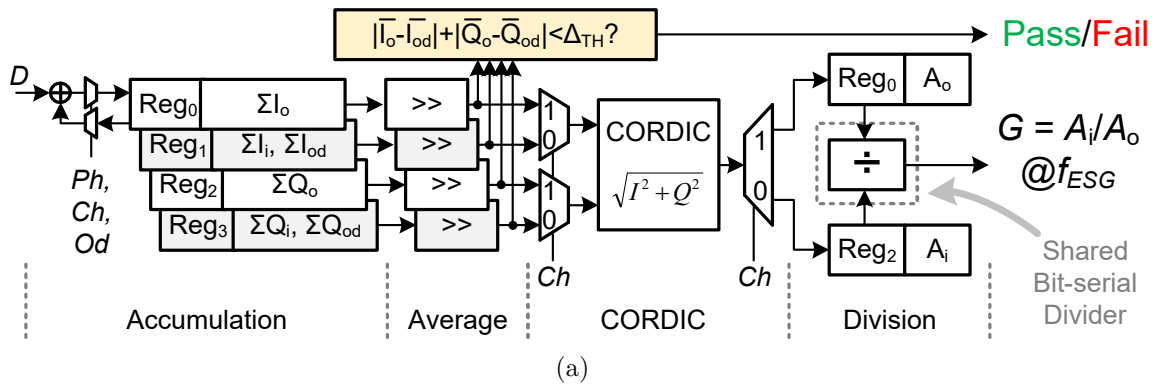 |I̅o-I̅od|+|Q̅o-Q̅od|<ΔTH?
Pass/Fail
D
Reg0 ΣIo
Reg1 ΣIi, ΣIod
Reg2 ΣQo
Reg3 ΣQi, ΣQod
Ph,
Ch,
Od
>>
>>
>>
>>
1
0
1
0
Ch
CORDIC
√I² + Q²
1
0
Ch
Reg0 Ao
÷
Reg2 Ai
G = Ai/Ao
@fESG
Shared
Bit-serial
Divider
Accumulation
Average
CORDIC
Division
(a)